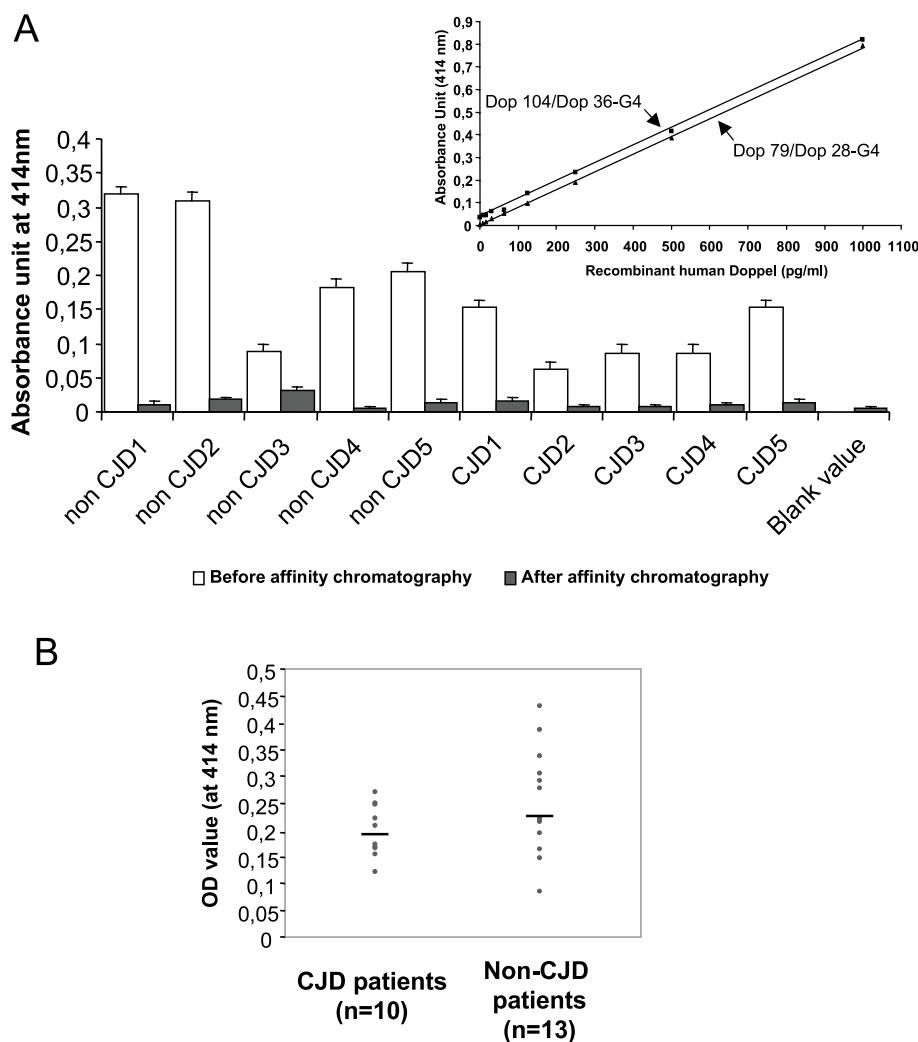 A
Absorbance Unit (414 nm)
0,9
0,8
0,7
0,6
0,5
0,4
0,3
0,2
0,1
0
Dop 104/Dop 36-G4
Dop 79/Dop 28-G4
0 100 200 300 400 500 600 700 800 900 1000 1100
Recombinant human Doppel (pg/ml)
Absorbance unit at 414nm
0,4
0,35
0,3
0,25
0,2
0,15
0,1
0,05
0
non CJD1
non CJD2
non CJD3
non CJD4
non CJD5
CJD1
CJD2
CJD3
CJD4
CJD5
Blank value
Before affinity chromatography
After affinity chromatography
B
OD value (at 414 nm)
0,5
0,45
0,4
0,35
0,3
0,25
0,2
0,15
0,1
0,05
0
CJD patients
(n=10)
Non-CJD
patients
(n=13)